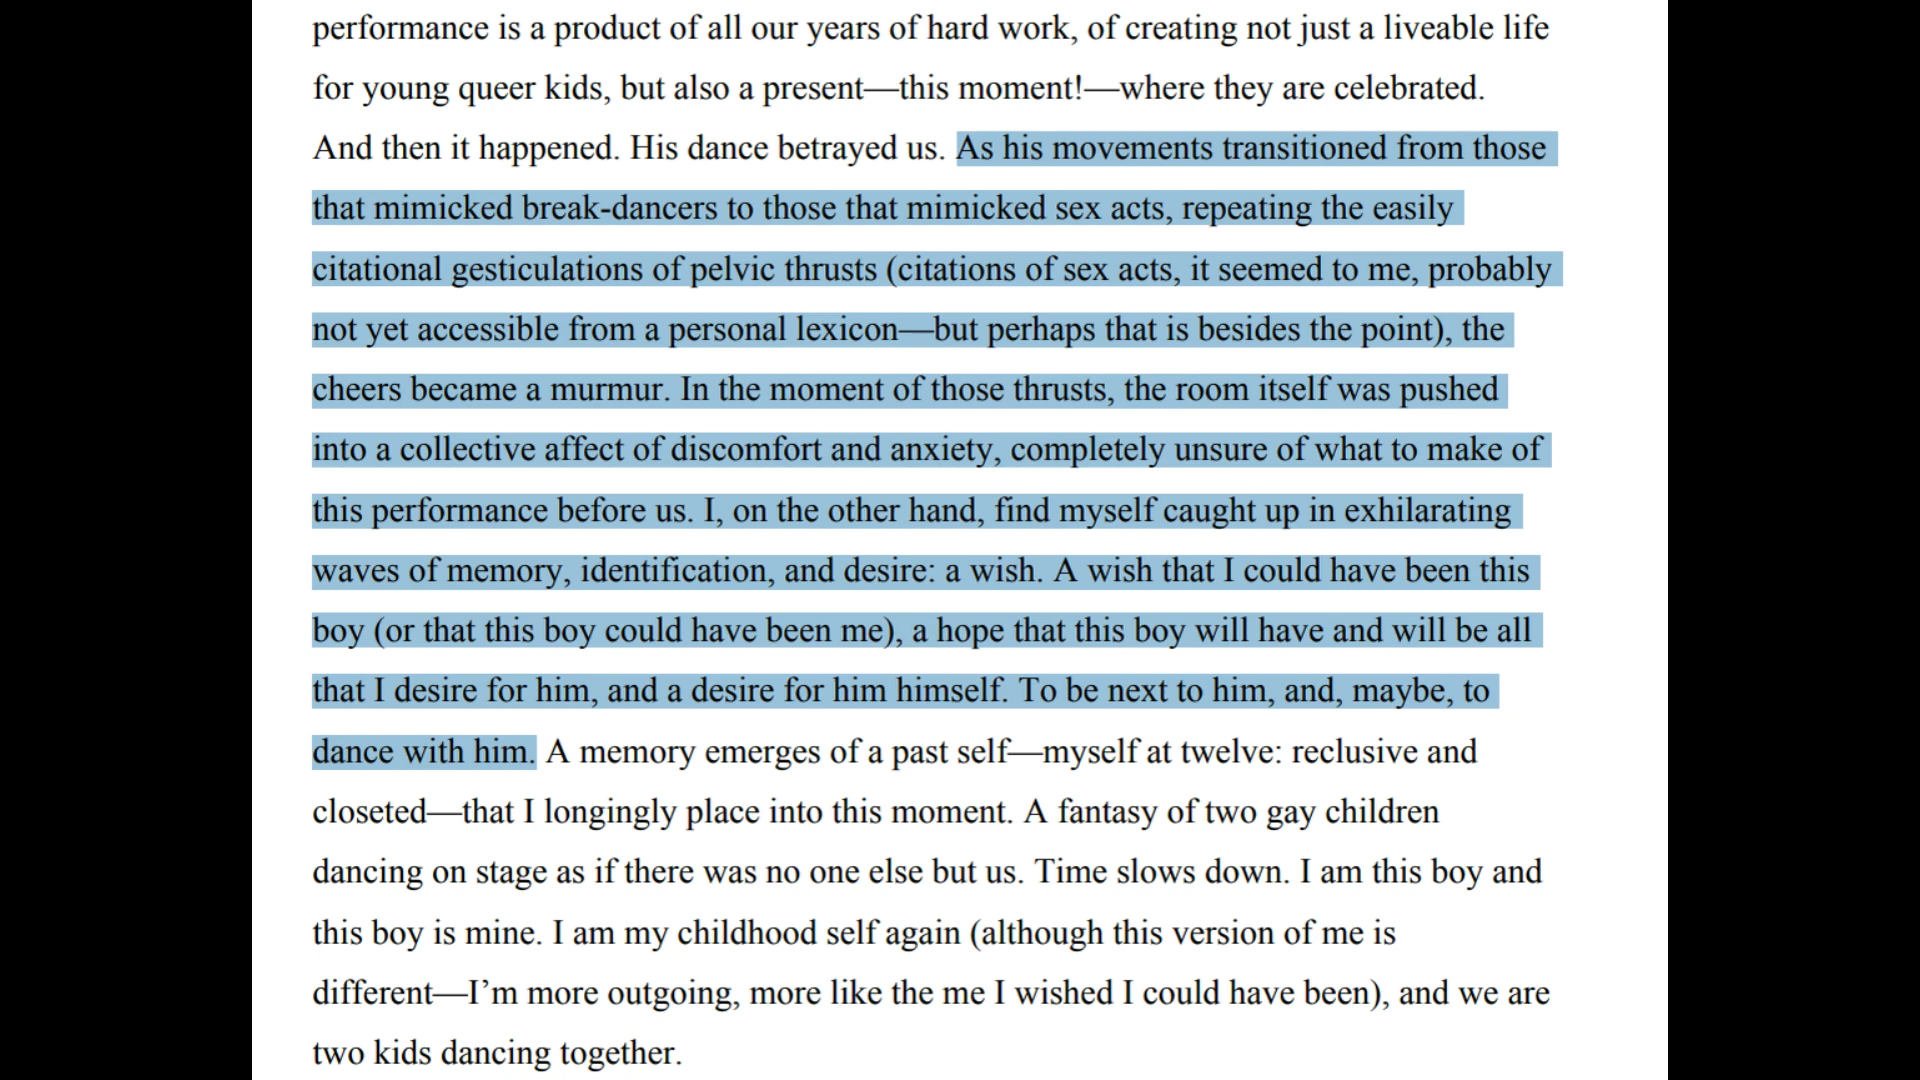 performance is a product of all our years of hard work, of creating not just a liveable life
for young queer kids, but also a present—this moment!—where they are celebrated.
And then it happened. His dance betrayed us. As his movements transitioned from those
that mimicked break-dancers to those that mimicked sex acts, repeating the easily
citational gesticulations of pelvic thrusts (citations of sex acts, it seemed to me, probably
not yet accessible from a personal lexicon—but perhaps that is besides the point), the
cheers became a murmur. In the moment of those thrusts, the room itself was pushed
into a collective affect of discomfort and anxiety, completely unsure of what to make of
this performance before us. I, on the other hand, find myself caught up in exhilarating
waves of memory, identification, and desire: a wish. A wish that I could have been this
boy (or that this boy could have been me), a hope that this boy will have and will be all
that I desire for him, and a desire for him himself. To be next to him, and, maybe, to
dance with him. A memory emerges of a past self—myself at twelve: reclusive and
closeted—that I longingly place into this moment. A fantasy of two gay children
dancing on stage as if there was no one else but us. Time slows down. I am this boy and
this boy is mine. I am my childhood self again (although this version of me is
different—I’m more outgoing, more like the me I wished I could have been), and we are
two kids dancing together.